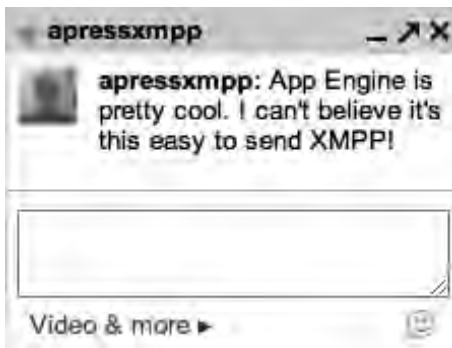 apressxmpp
apressxmpp: App Engine is
pretty cool. I can't believe it's
this easy to send XMPP!
Video & more ▸